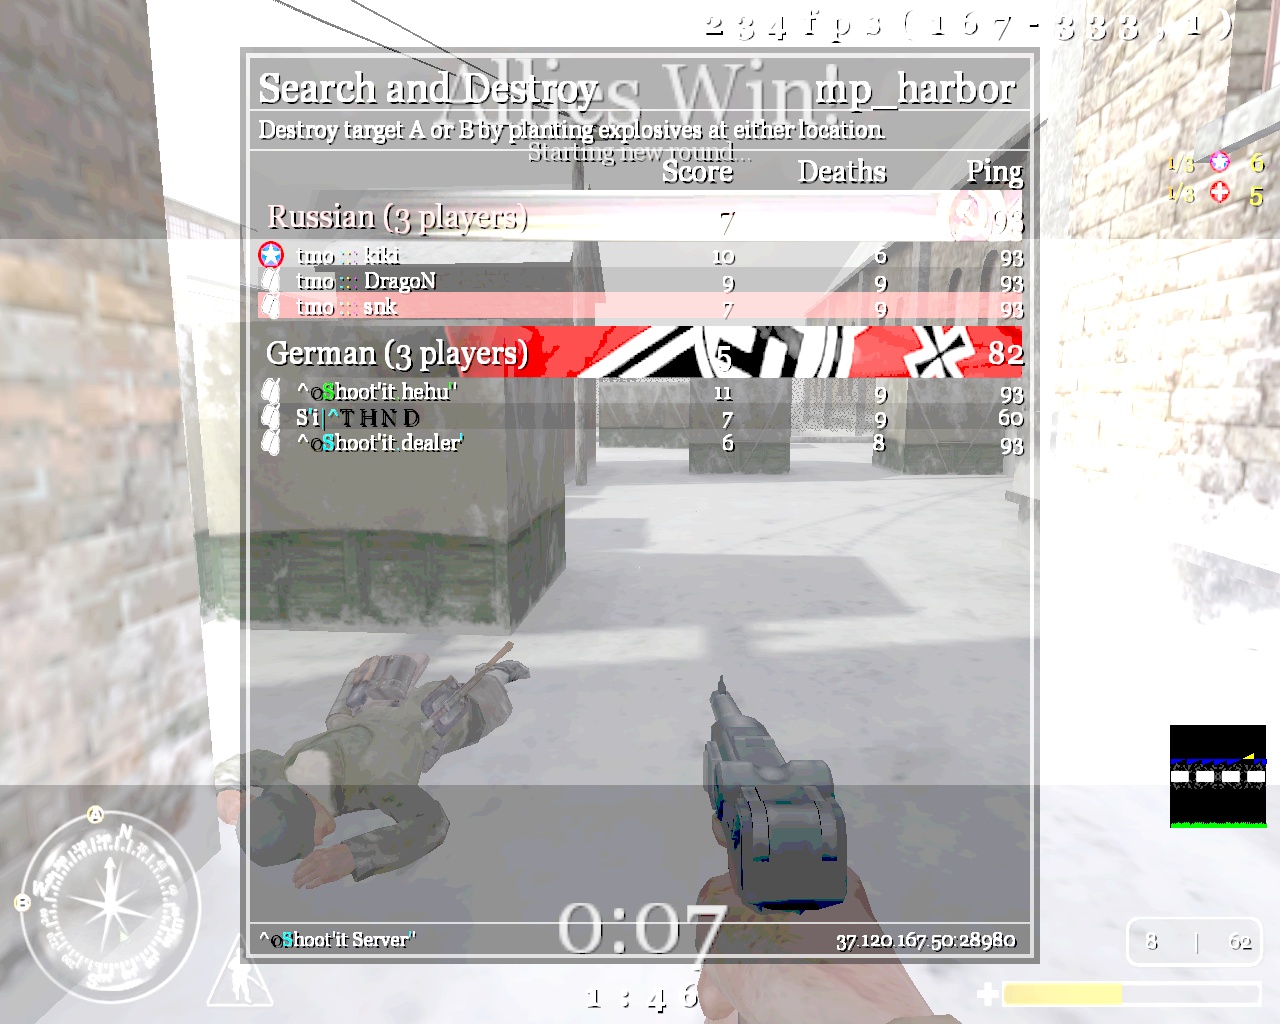 234fps(167-333,1)
Allies Win!
Search and Destroy
mp_harbor
Destroy target A or B by planting explosives at either location.
Starting new round...
Score Deaths Ping
1/3 6
1/3 5
Russian (3 players) 7 93
tmo ::: kiki 10 6 93
tmo ::: DragoN 9 9 93
tmo ::: snk 7 9 93
German (3 players) 5 82
^oShoot'it hehu" 11 9 93
S'i|^THND 7 9 60
^oShoot'it dealer' 6 8 93
A
N
B
S
0:07
^oShoot'it Server"
37.120.167.50:28980
8 | 62
1:46